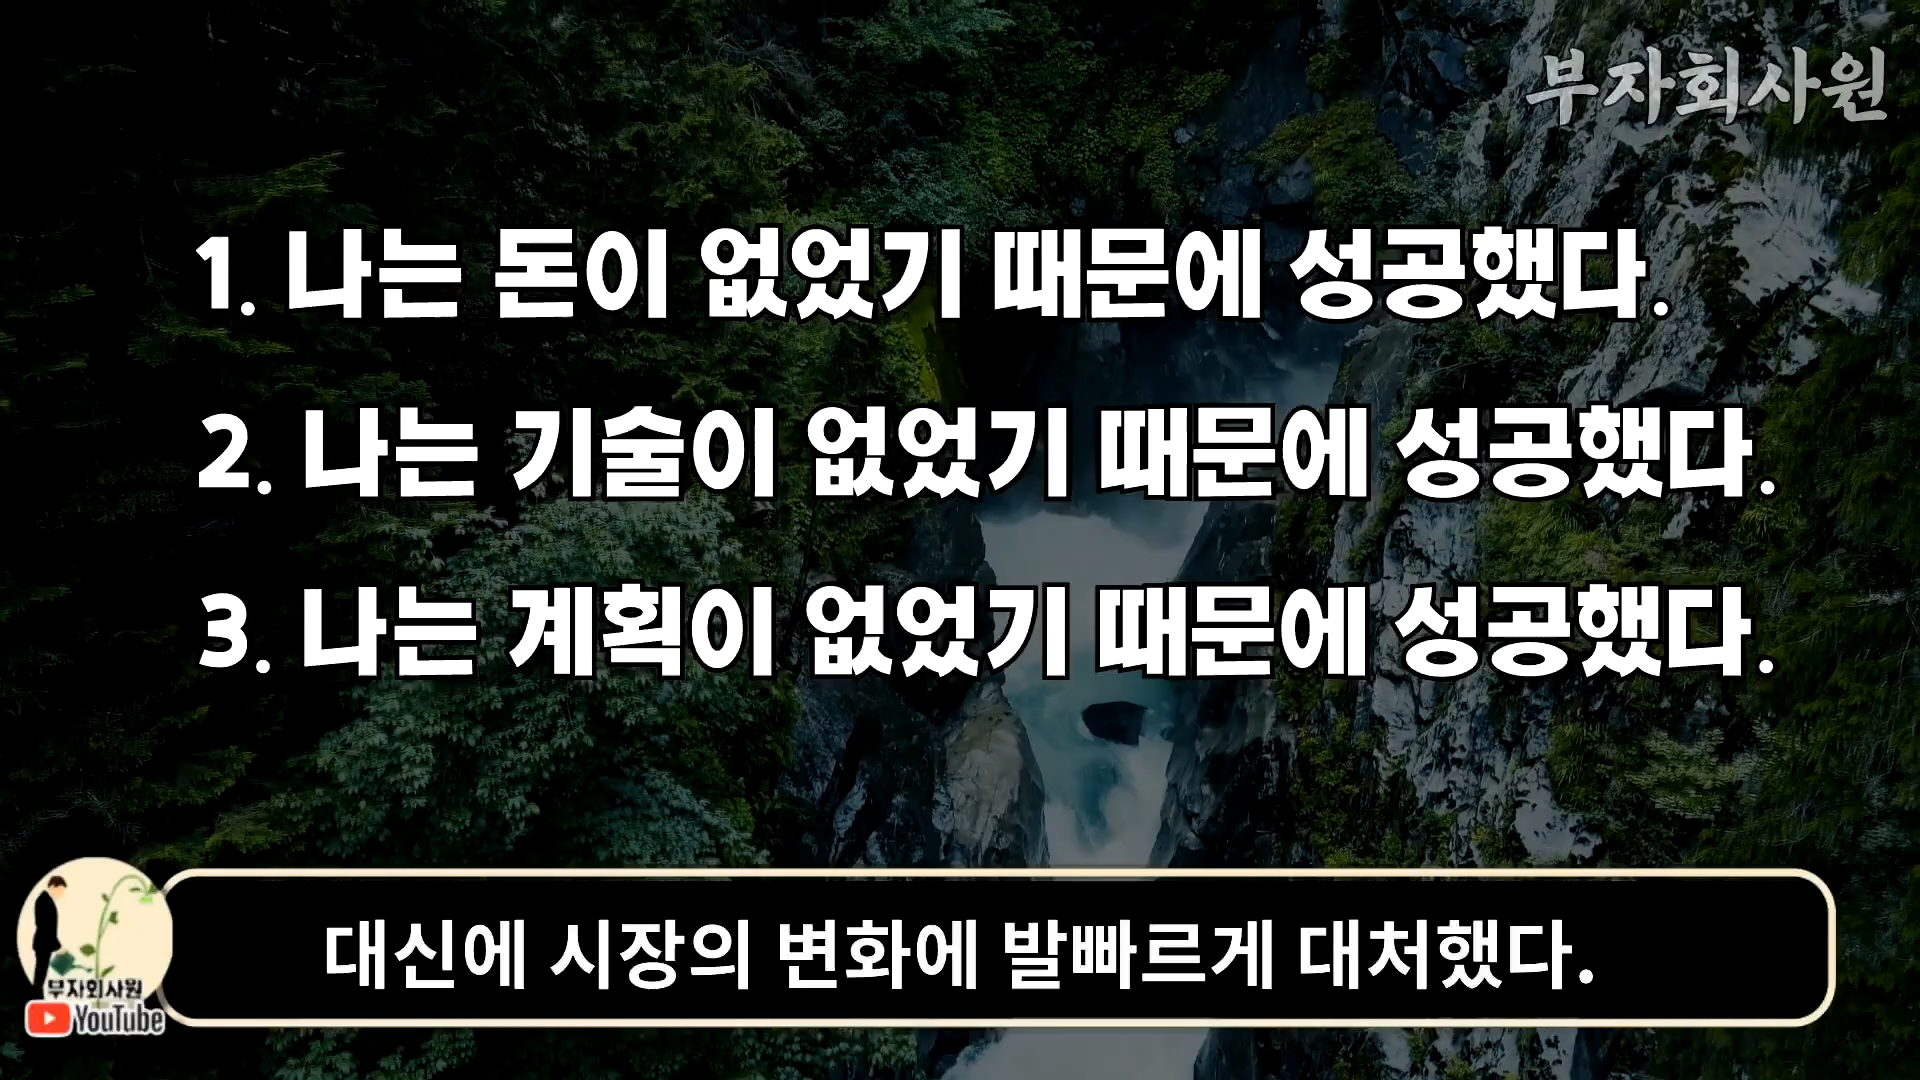 부자회사원
1. 나는 돈이 없었기 때문에 성공했다.
2. 나는 기술이 없었기 때문에 성공했다.
3. 나는 계획이 없었기 때문에 성공했다.
대신에 시장의 변화에 발빠르게 대처했다.
부자회사원
YouTube